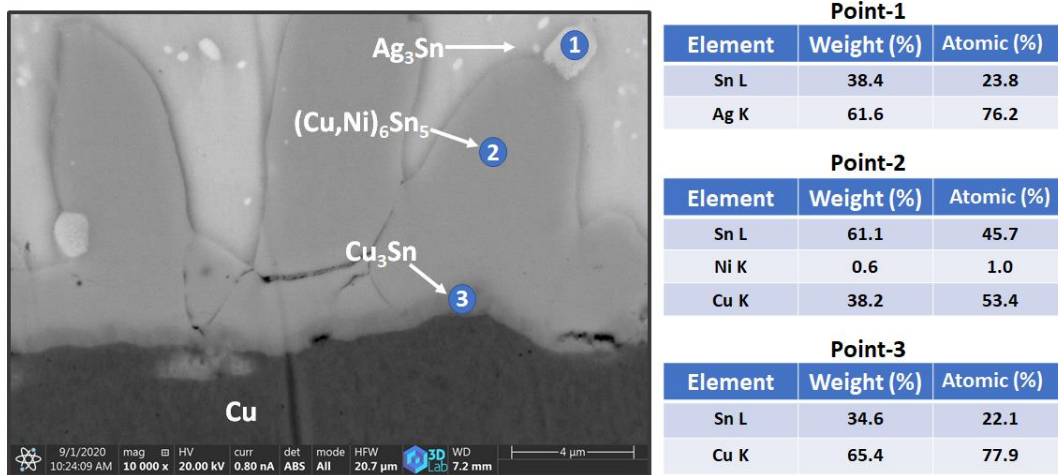 Ag₃Sn
1
(Cu,Ni)₆Sn₅
2
Cu₃Sn
3
Cu
9/1/2020
10:24:09 AM
mag
10 000 x
HV
20.00 kV
curr
0.80 nA
det
ABS
mode
All
HFW
20.7 µm
3D
Lab
WD
7.2 mm
4 µm
Point-1
Element Weight (%) Atomic (%)
Sn L 38.4 23.8
Ag K 61.6 76.2
Point-2
Element Weight (%) Atomic (%)
Sn L 61.1 45.7
Ni K 0.6 1.0
Cu K 38.2 53.4
Point-3
Element Weight (%) Atomic (%)
Sn L 34.6 22.1
Cu K 65.4 77.9